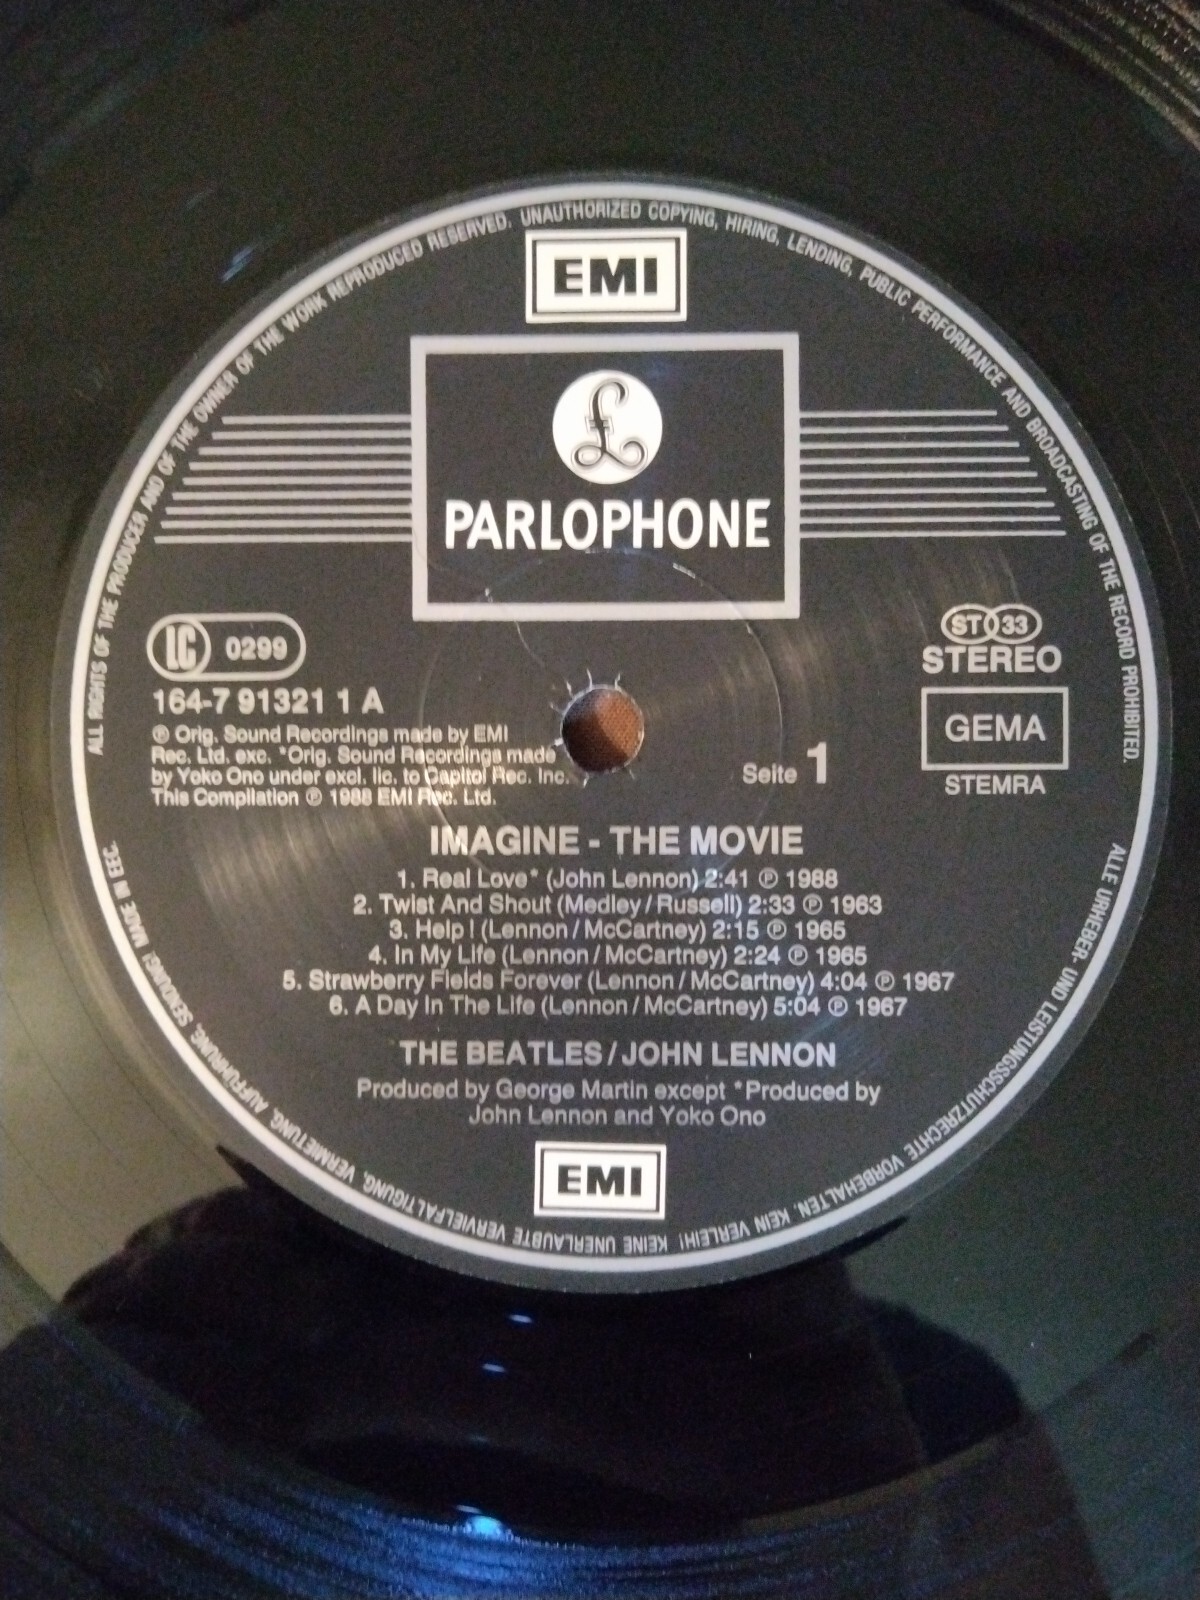 ALL RIGHTS OF THE PRODUCER AND OF THE OWNER OF THE WORK REPRODUCED RESERVED. UNAUTHORIZED COPYING, HIRING, LENDING, PUBLIC PERFORMANCE AND BROADCASTING OF THE RECORD PROHIBITED.
EMI
£
PARLOPHONE
LC 0299
164-7 91321 1 A
℗ Orig. Sound Recordings made by EMI
Rec. Ltd. exc. *Orig. Sound Recordings made
by Yoko Ono under excl. lic. to Capitol Rec. Inc.
This Compilation ℗ 1988 EMI Rec. Ltd.
ST 33
STEREO
GEMA
STEMRA
Seite 1
IMAGINE - THE MOVIE
1. Real Love* (John Lennon) 2:41 ℗ 1988
2. Twist And Shout (Medley/Russell) 2:33 ℗ 1963
3. Help! (Lennon/McCartney) 2:15 ℗ 1965
4. In My Life (Lennon/McCartney) 2:24 ℗ 1965
5. Strawberry Fields Forever (Lennon/McCartney) 4:04 ℗ 1967
6. A Day In The Life (Lennon/McCartney) 5:04 ℗ 1967
THE BEATLES/JOHN LENNON
Produced by George Martin except *Produced by
John Lennon and Yoko Ono
EMI
ALLE URHEBER- UND LEISTUNGSSCHUTZRECHTE VORBEHALTEN. KEIN VERLEIH! KEINE UNERLAUBTE VERVIELFÄLTIGUNG, VERMIETUNG, AUFFÜHRUNG, SENDUNG! MADE IN EEC.